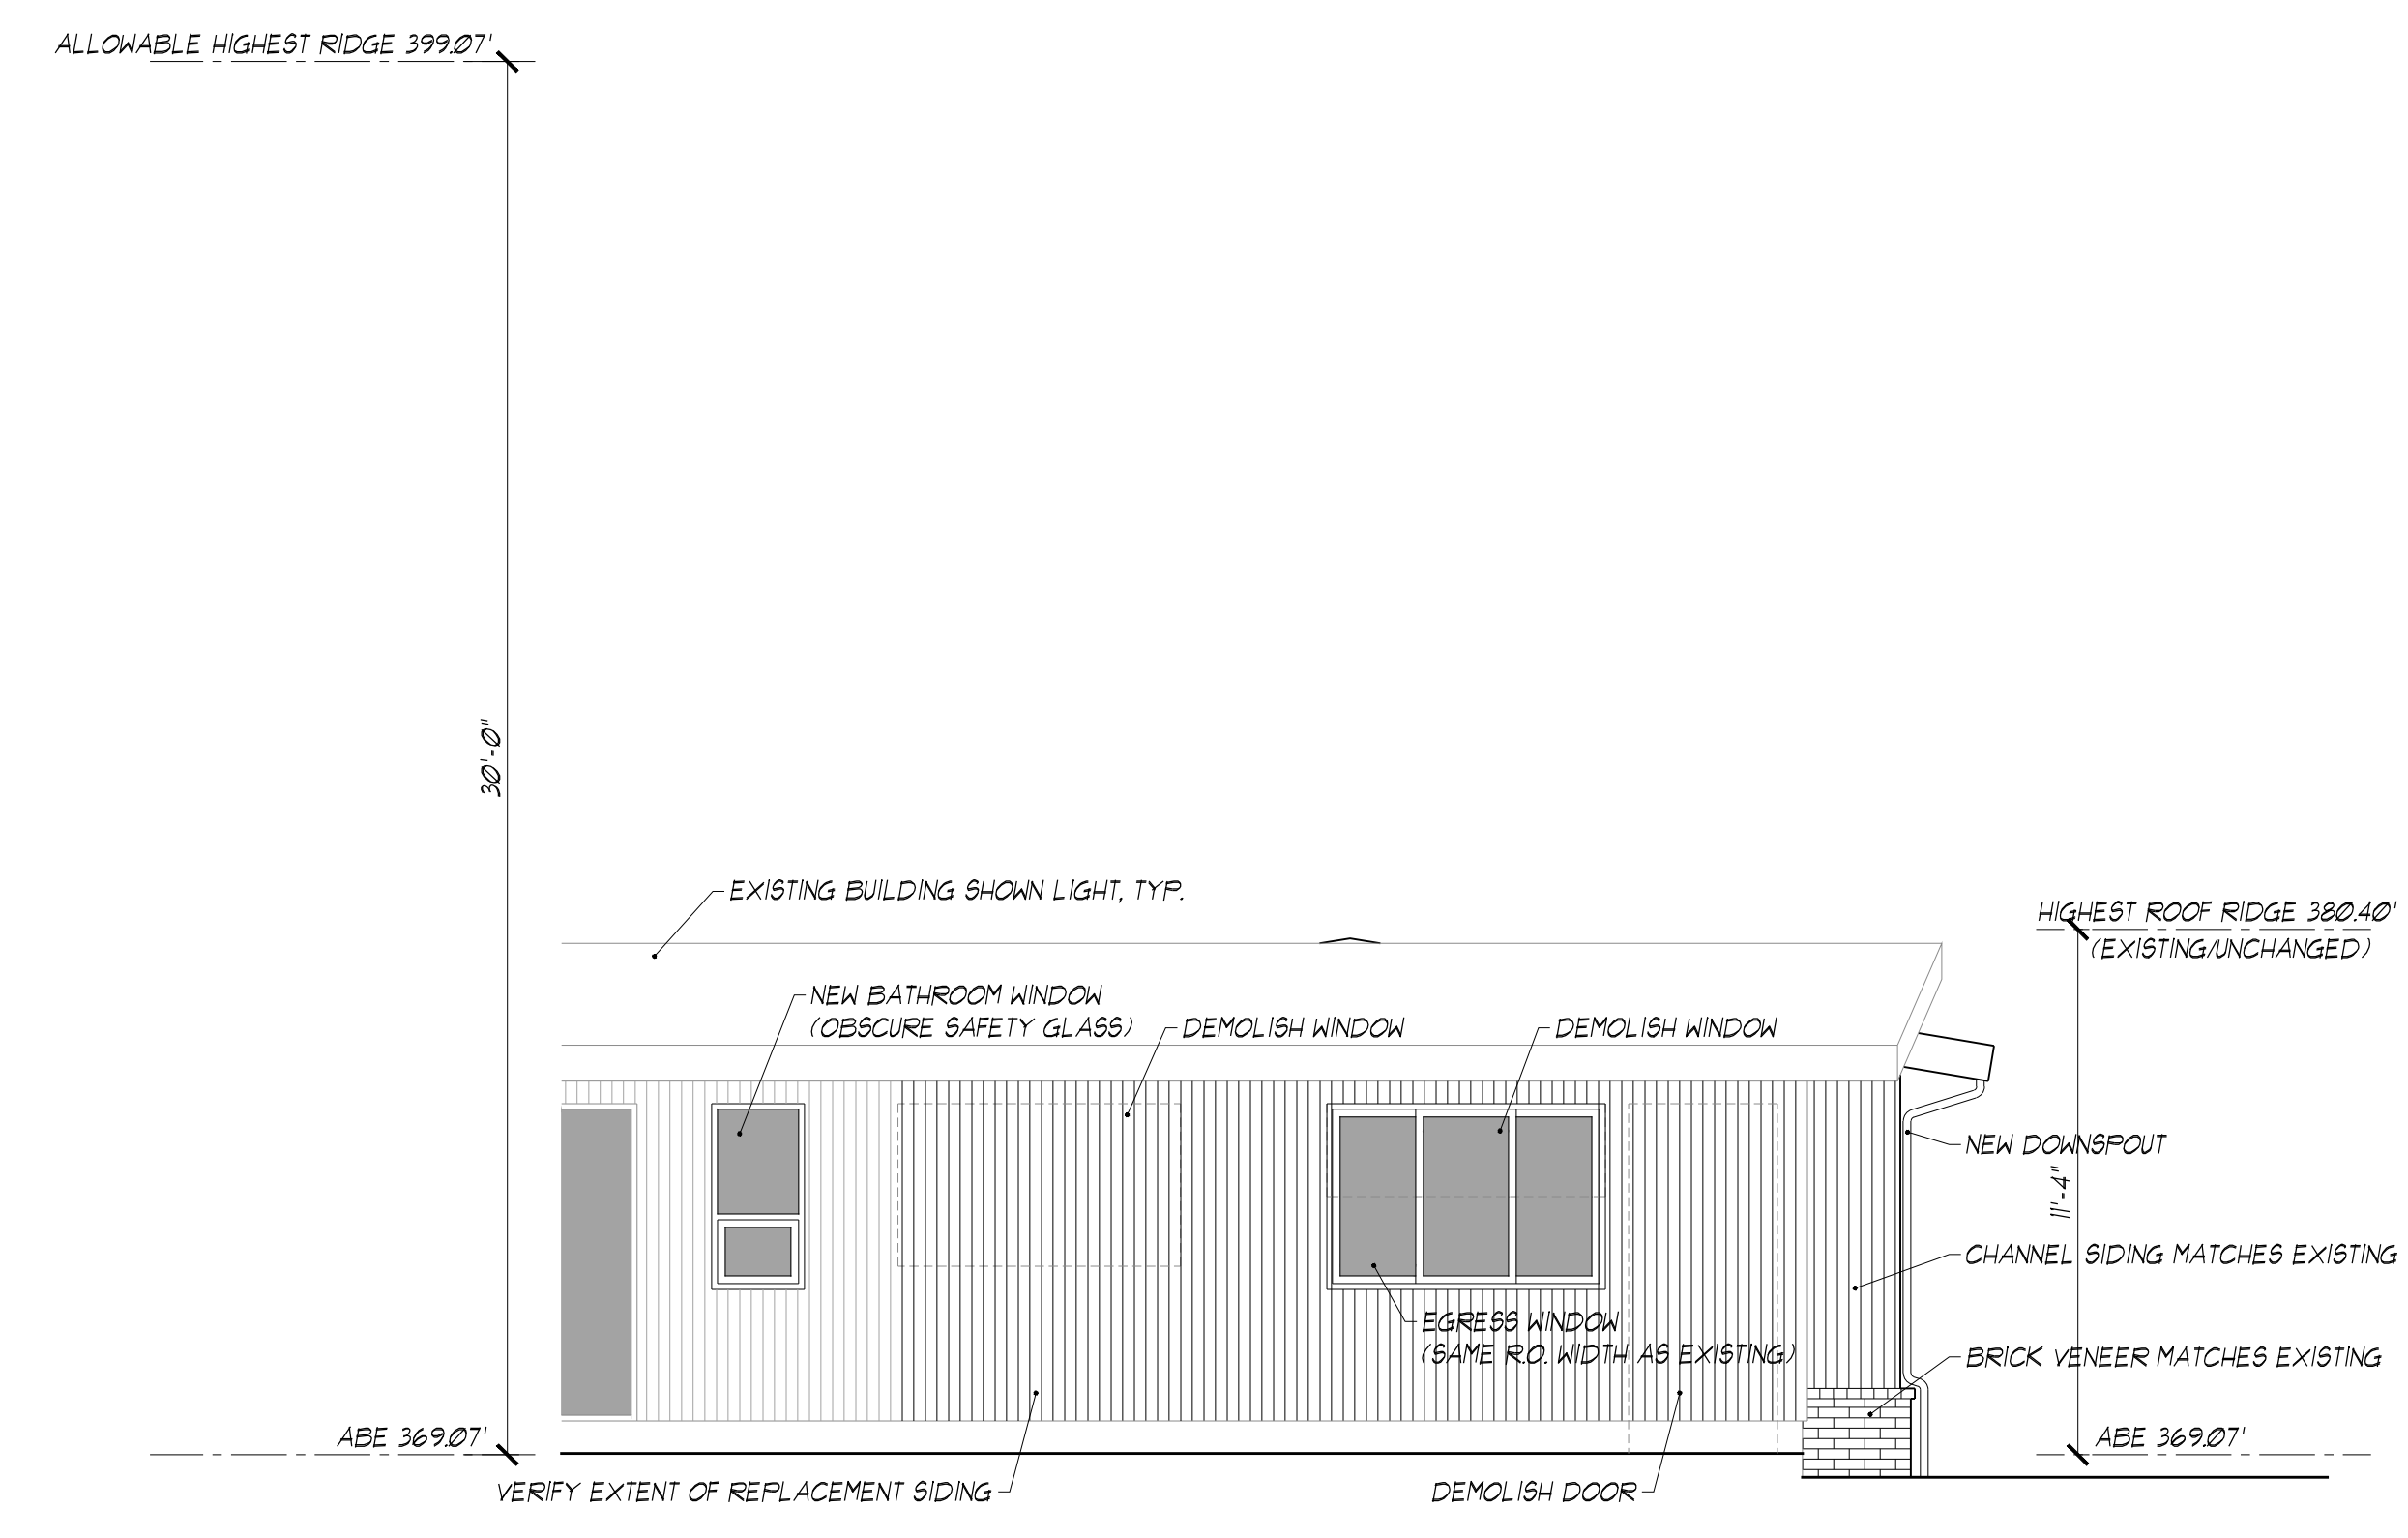 ALLOWABLE HIGHEST RIDGE 399.07'
30'-0"
EXISTING BUILDING SHOWN LIGHT, TYP.
HIGHEST ROOF RIDGE 380.40'
(EXISTING/UNCHANGED)
NEW BATHROOM WINDOW
(OBSCURE SAFETY GLASS)
DEMOLISH WINDOW
DEMOLISH WINDOW
NEW DOWNSPOUT
11'-4"
CHANNEL SIDING MATCHES EXISTING
EGRESS WINDOW
(SAME R.O. WIDTH AS EXISTING)
BRICK VENEER MATCHES EXISTING
ABE 369.07'
ABE 369.07'
VERIFY EXTENT OF REPLACEMENT SIDING
DEMOLISH DOOR